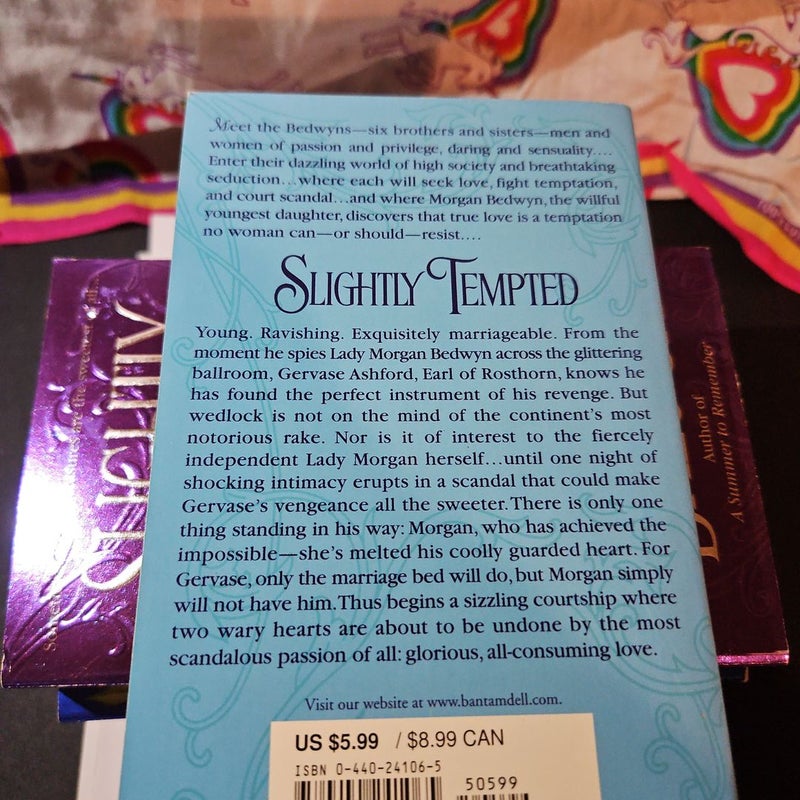 Meet the Bedwyns—six brothers and sisters—men and
women of passion and privilege, daring and sensuality....
Enter their dazzling world of high society and breathtaking
seduction...where each will seek love, fight temptation,
and court scandal...and where Morgan Bedwyn, the willful
youngest daughter, discovers that true love is a temptation
no woman can—or should—resist....
SLIGHTLY TEMPTED
Young. Ravishing. Exquisitely marriageable. From the
moment he spies Lady Morgan Bedwyn across the glittering
ballroom, Gervase Ashford, Earl of Rosthorn, knows he
has found the perfect instrument of his revenge. But
wedlock is not on the mind of the continent's most
notorious rake. Nor is it of interest to the fiercely
independent Lady Morgan herself...until one night of
shocking intimacy erupts in a scandal that could make
Gervase's vengeance all the sweeter. There is only one
thing standing in his way: Morgan, who has achieved the
impossible—she's melted his coolly guarded heart. For
Gervase, only the marriage bed will do, but Morgan simply
will not have him. Thus begins a sizzling courtship where
two wary hearts are about to be undone by the most
scandalous passion of all: glorious, all-consuming love.
Visit our website at www.bantamdell.com.
US $5.99 / $8.99 CAN
ISBN 0-440-24106-5
50599
SLIGHTLY
the sweetest
Author of
A Summer to Remember